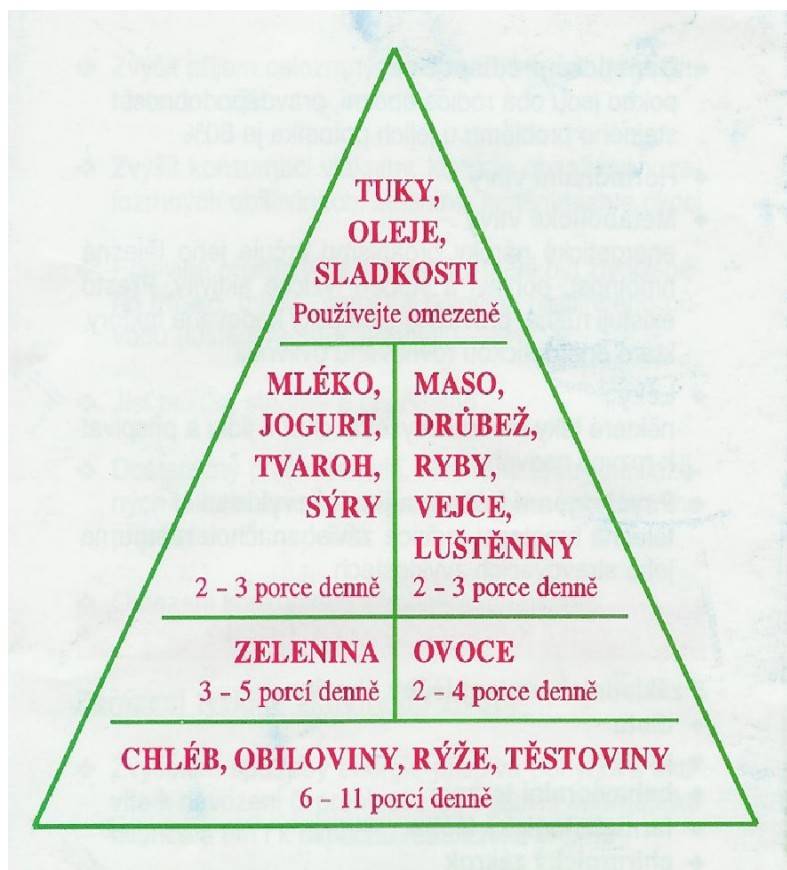 TUKY,
OLEJE,
SLADKOSTI
Používejte omezeně
MLÉKO,
JOGURT,
TVAROH,
SÝRY
2 – 3 porce denně
MASO,
DRŮBEŽ,
RYBY,
VEJCE,
LUŠTĚNINY
2 – 3 porce denně
ZELENINA
3 – 5 porcí denně
OVOCE
2 – 4 porce denně
CHLÉB, OBILOVINY, RÝŽE, TĚSTOVINY
6 – 11 porcí denně